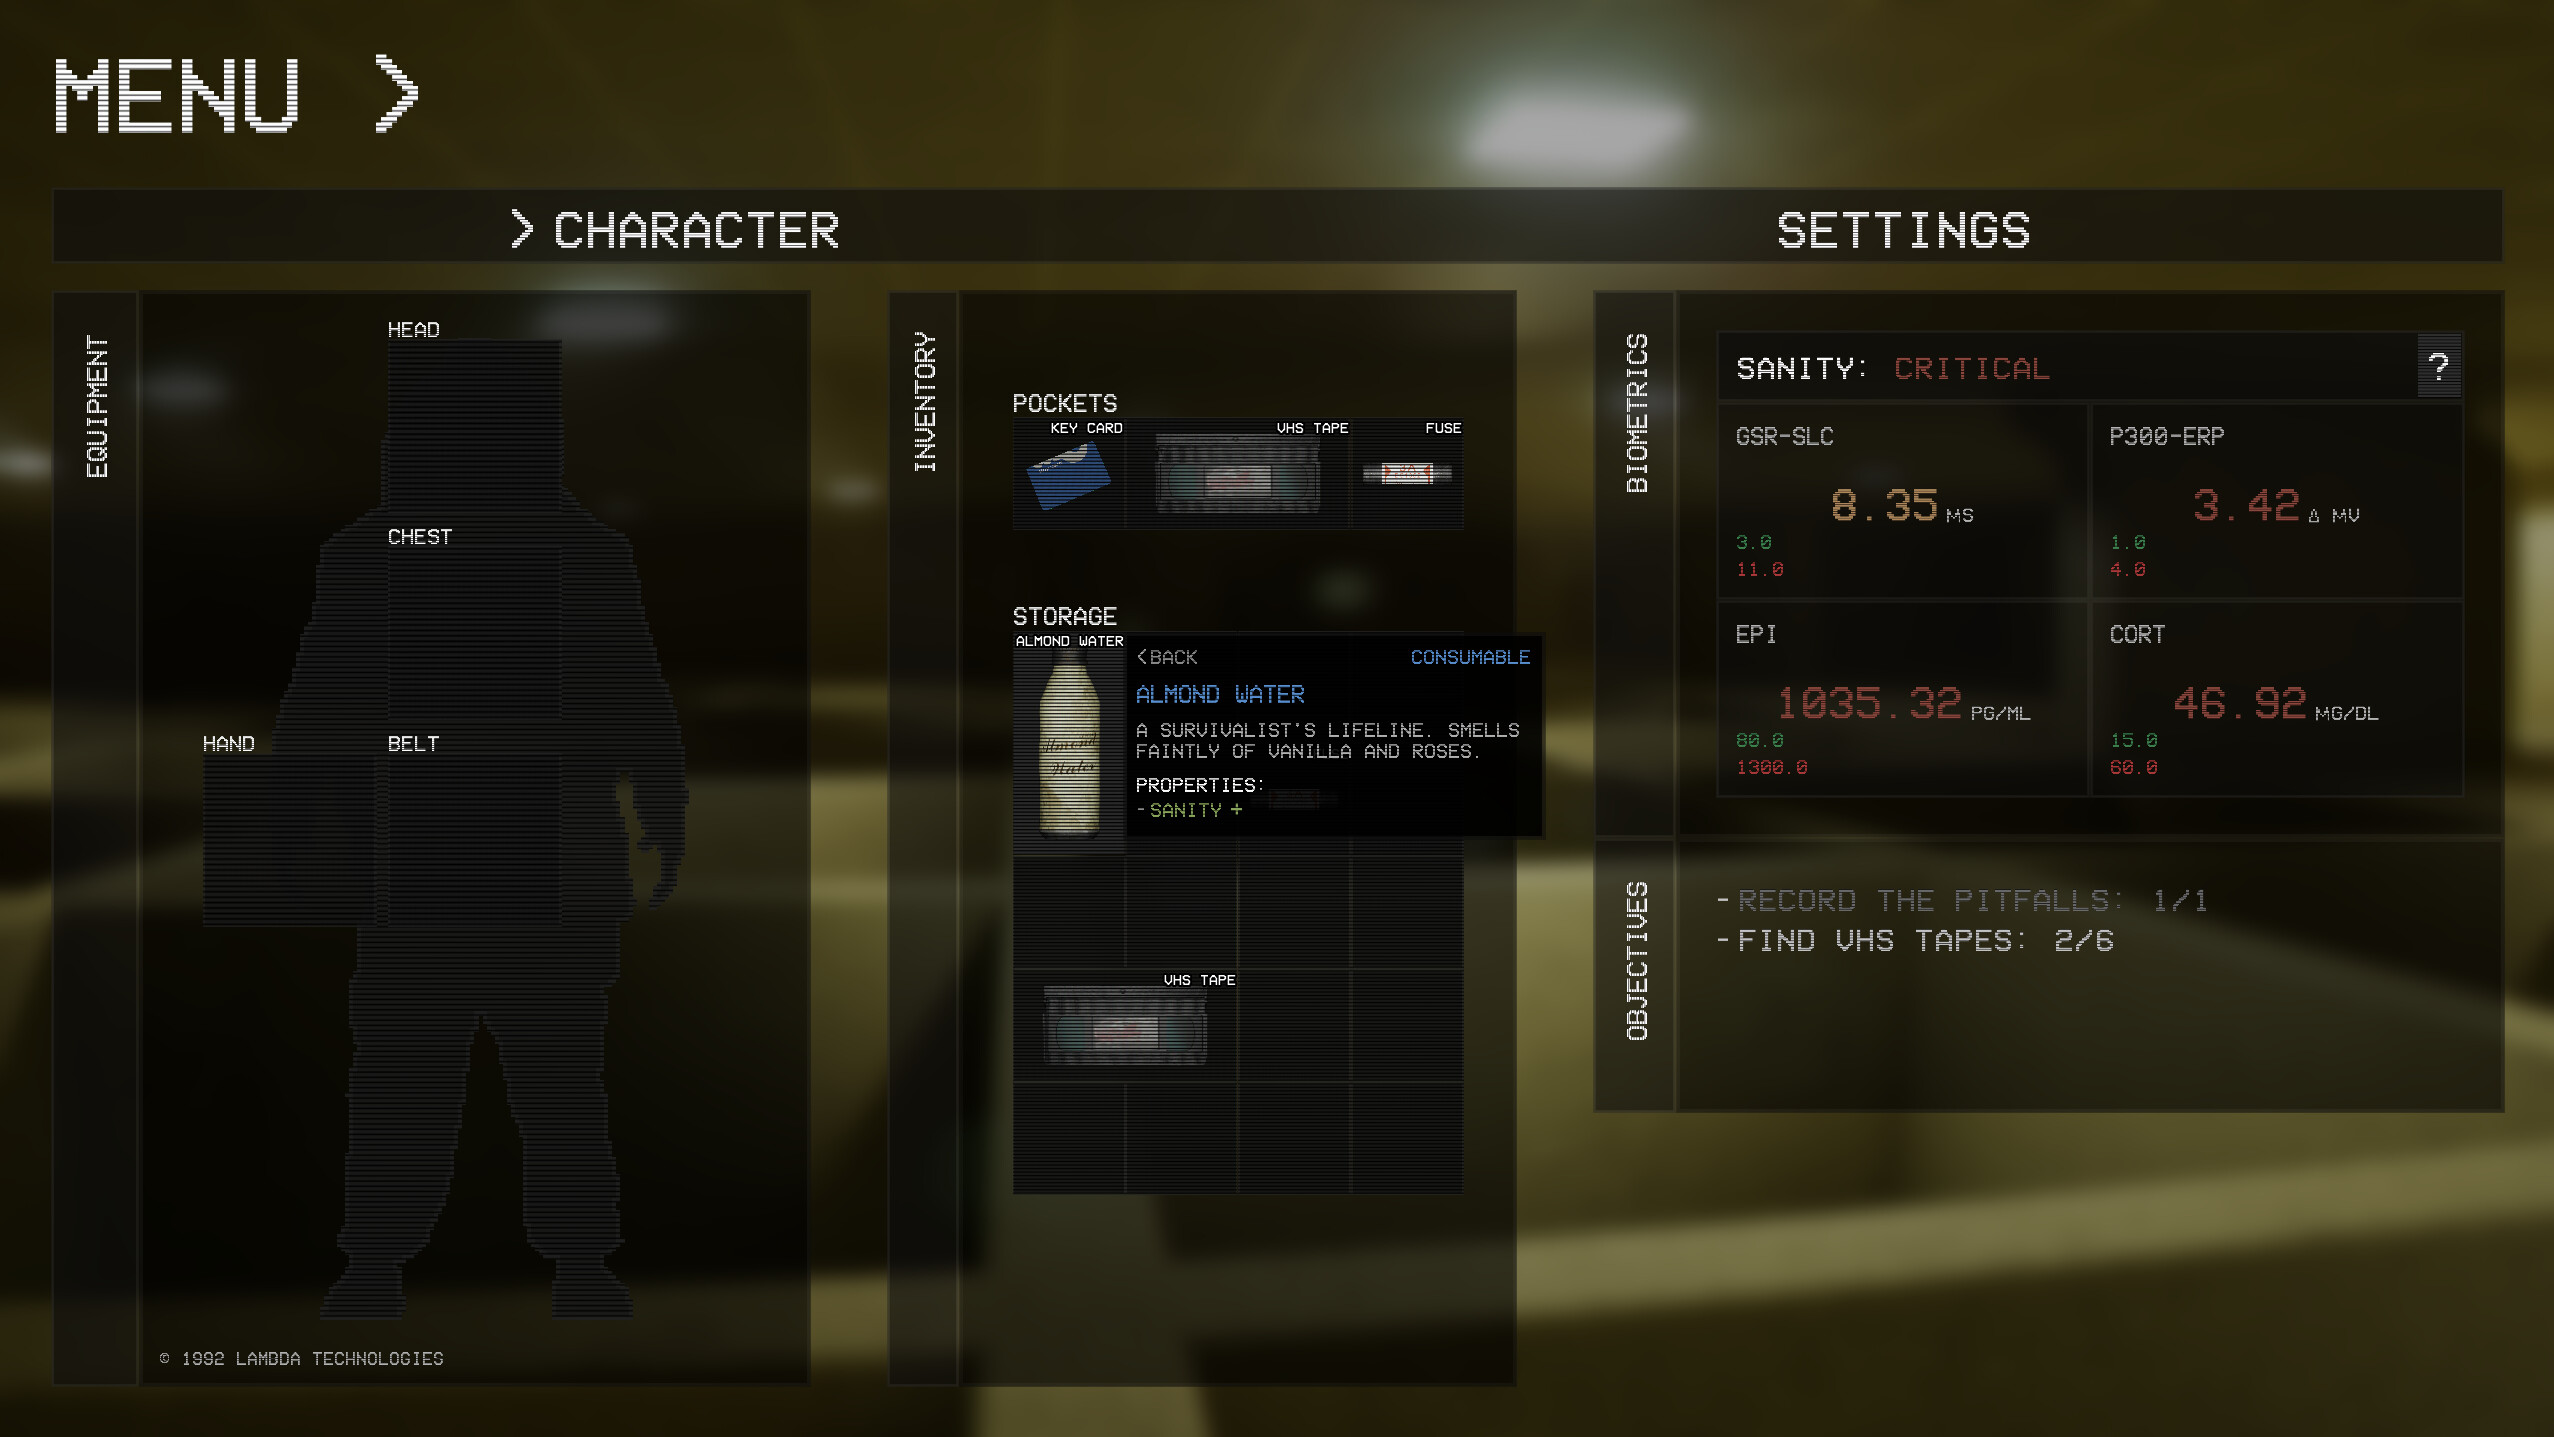 MENU >
> CHARACTER
SETTINGS
EQUIPMENT
HEAD
CHEST
HAND
BELT
© 1992 LAMBDA TECHNOLOGIES
INVENTORY
POCKETS
KEY CARD
VHS TAPE
FUSE
STORAGE
ALMOND WATER
Almond
Water
<BACK
CONSUMABLE
ALMOND WATER
A SURVIVALIST'S LIFELINE. SMELLS
FAINTLY OF VANILLA AND ROSES.
PROPERTIES:
- SANITY +
VHS TAPE
BIOMETRICS
SANITY: CRITICAL
?
GSR-SLC
8.35 MS
3.0
11.0
P300-ERP
3.42 Δ MV
1.0
4.0
EPI
1035.32 PG/ML
80.0
1300.0
CORT
46.92 MG/DL
15.0
60.0
OBJECTIVES
- RECORD THE PITFALLS: 1/1
- FIND VHS TAPES: 2/6